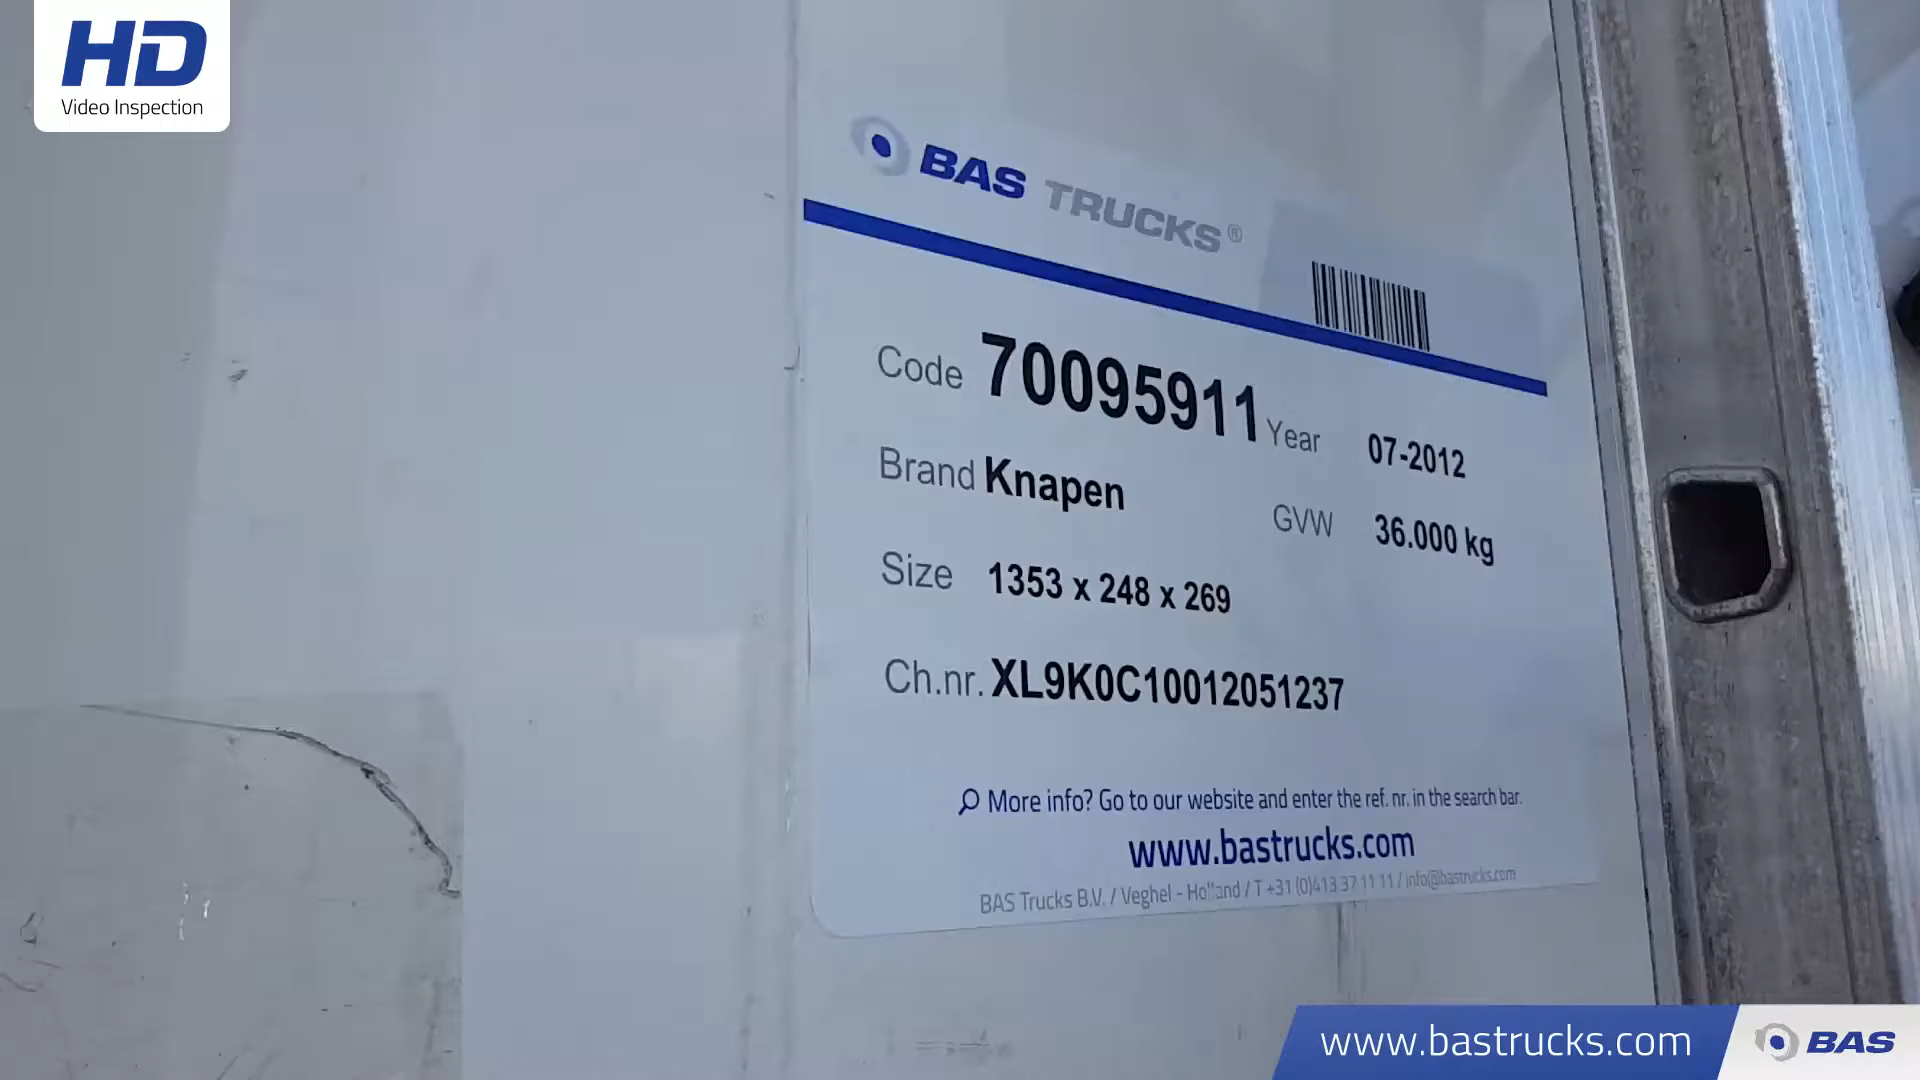 HD
Video Inspection
BAS TRUCKS®
Code 70095911 Year 07-2012
Brand Knapen
GVW 36.000 kg
Size 1353 x 248 x 269
Ch.nr. XL9K0C10012051237
More info? Go to our website and enter the ref. nr. in the search bar.
www.bastrucks.com
BAS Trucks B.V. / Veghel - Holland / T +31 (0)413 37 11 11 / info@bastrucks.com
www.bastrucks.com
BAS